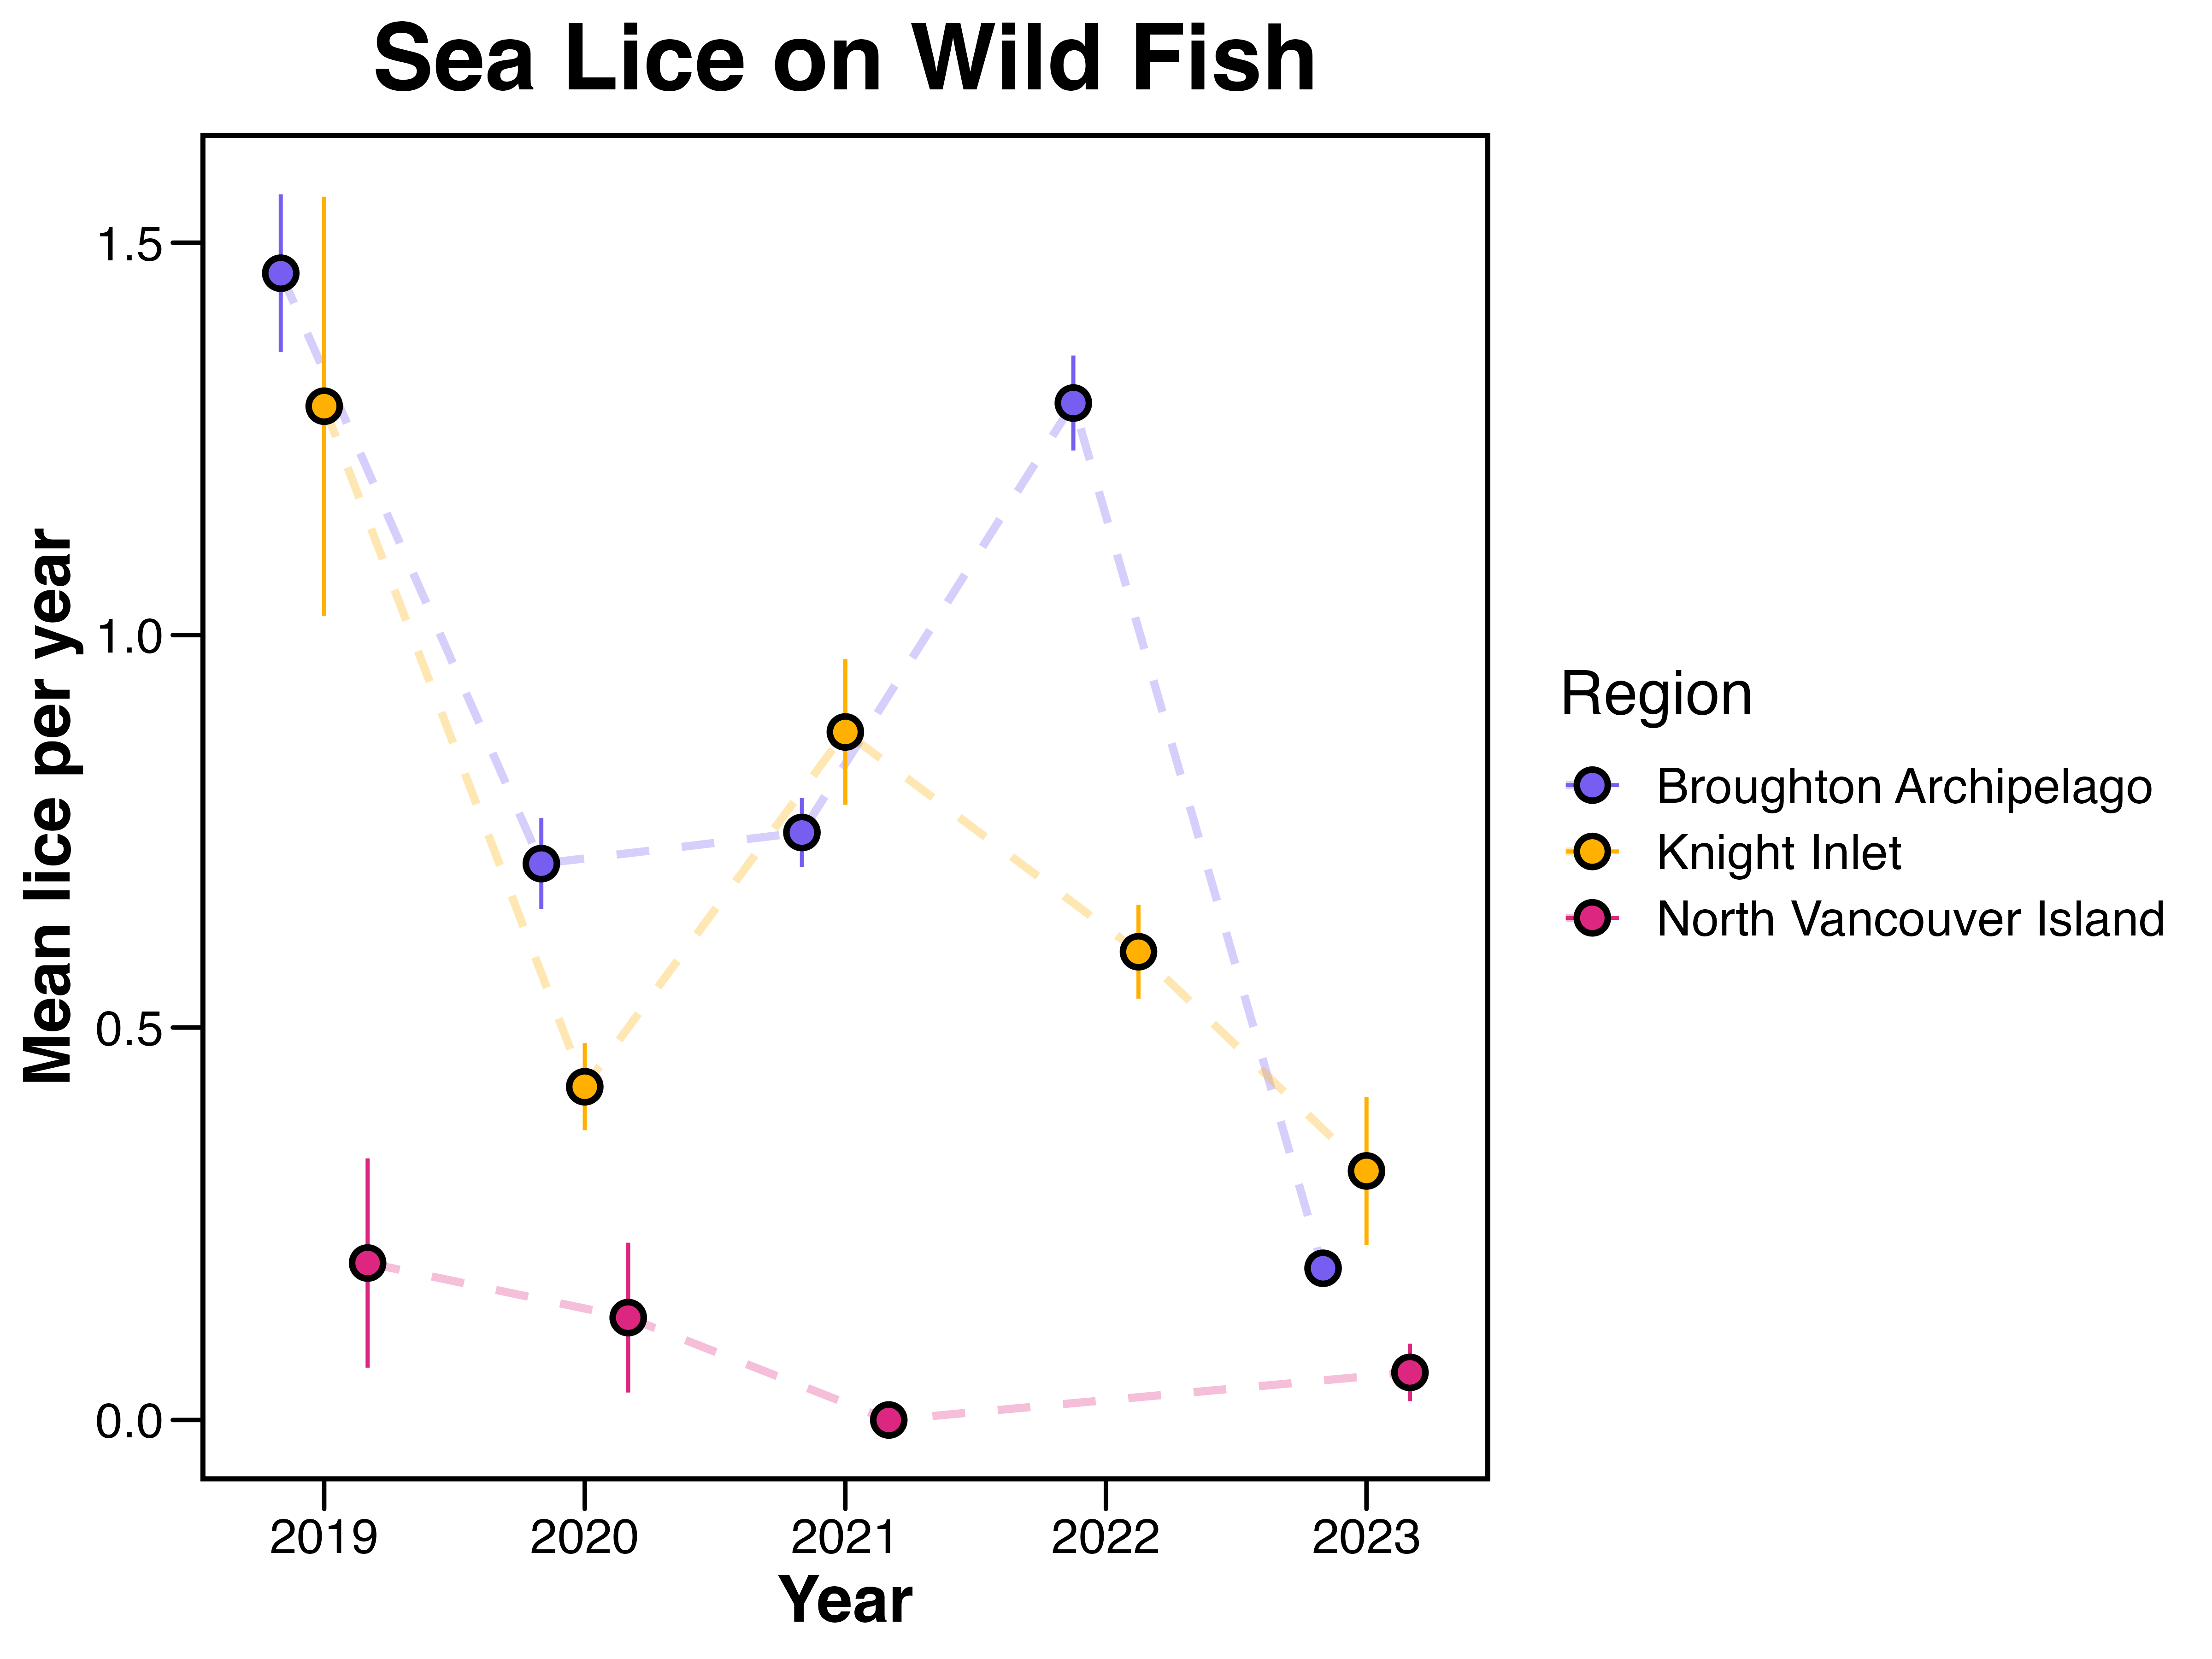 Sea Lice on Wild Fish
Mean lice per year
1.5
1.0
0.5
0.0
2019 2020 2021 2022 2023
Year
Region
Broughton Archipelago
Knight Inlet
North Vancouver Island